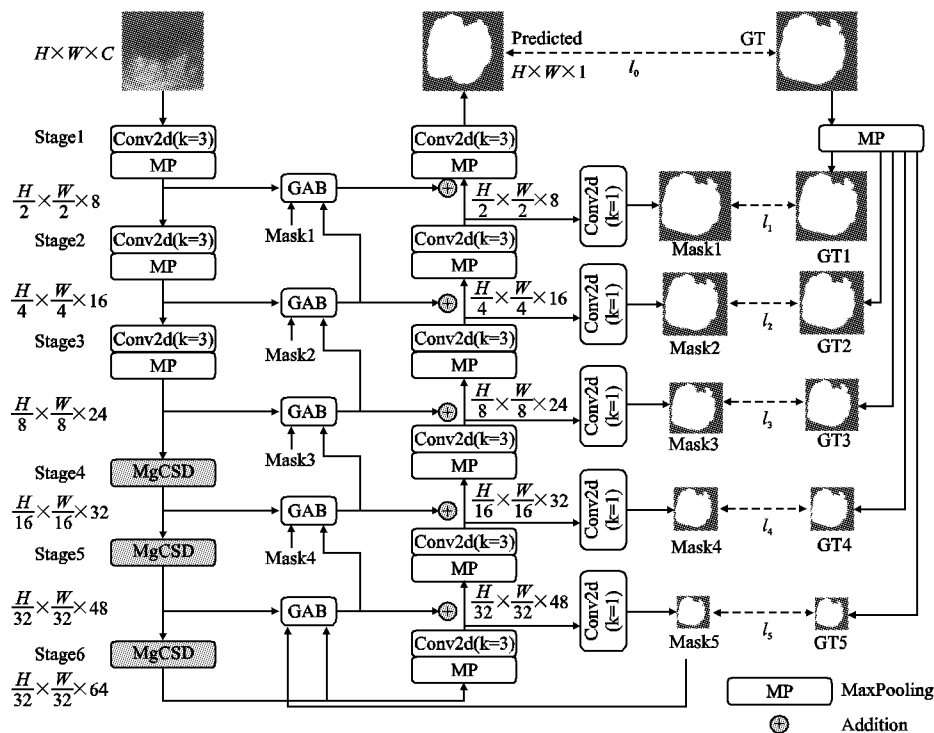 H×W×C
Predicted
H×W×1
l₀
GT
Stage1
Conv2d(k=3)
MP
Conv2d(k=3)
MP
MP
H/2 × W/2 ×8
GAB
Mask1
H/2 × W/2 ×8
Conv2d (k=1)
Mask1
l₁
GT1
Stage2
Conv2d(k=3)
MP
Conv2d(k=3)
MP
H/4 × W/4 ×16
GAB
Mask2
H/4 × W/4 ×16
Conv2d (k=1)
Mask2
l₂
GT2
Stage3
Conv2d(k=3)
MP
Conv2d(k=3)
MP
H/8 × W/8 ×24
GAB
Mask3
H/8 × W/8 ×24
Conv2d (k=1)
Mask3
l₃
GT3
Stage4
MgCSD
Conv2d(k=3)
MP
H/16 × W/16 ×32
GAB
Mask4
H/16 × W/16 ×32
Conv2d (k=1)
Mask4
l₄
GT4
Stage5
MgCSD
Conv2d(k=3)
MP
H/32 × W/32 ×48
GAB
H/32 × W/32 ×48
Conv2d (k=1)
Mask5
l₅
GT5
Stage6
MgCSD
Conv2d(k=3)
MP
H/32 × W/32 ×64
MP
MaxPooling
Addition